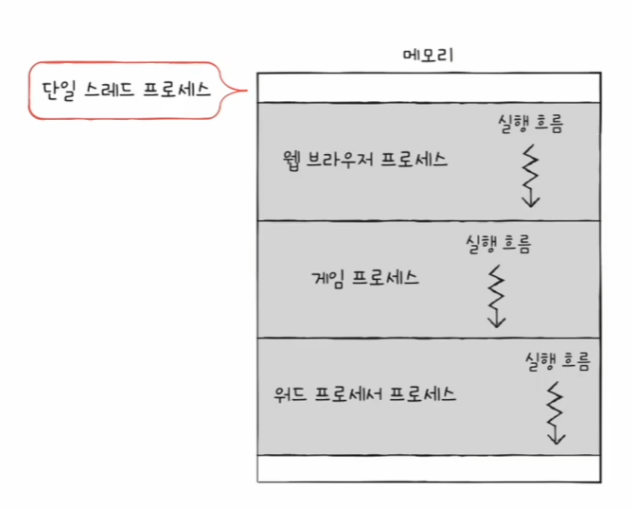 메모리
단일 스레드 프로세스
실행 흐름
웹 브라우저 프로세스
실행 흐름
게임 프로세스
실행 흐름
워드 프로세서 프로세스